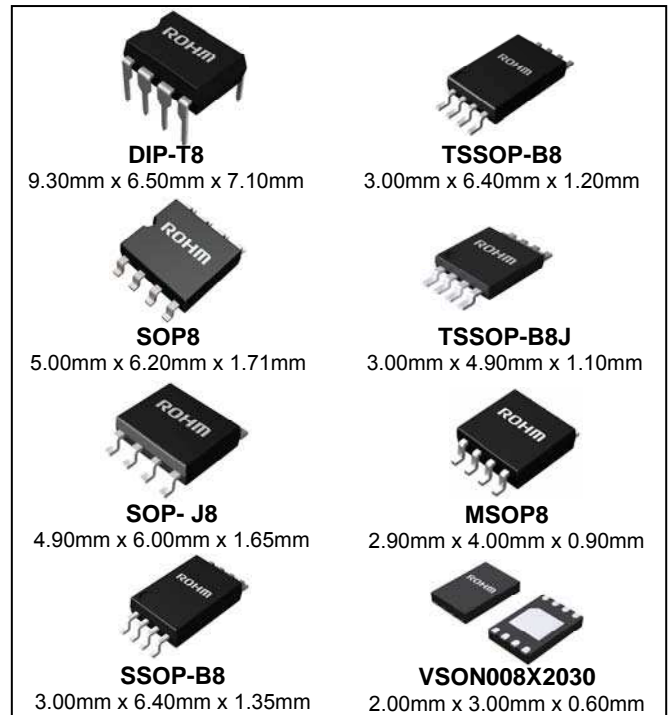 ROHM
DIP-T8
9.30mm x 6.50mm x 7.10mm
ROHM
TSSOP-B8
3.00mm x 6.40mm x 1.20mm
ROHM
SOP8
5.00mm x 6.20mm x 1.71mm
ROHM
TSSOP-B8J
3.00mm x 4.90mm x 1.10mm
ROHM
SOP- J8
4.90mm x 6.00mm x 1.65mm
ROHM
MSOP8
2.90mm x 4.00mm x 0.90mm
ROHM
SSOP-B8
3.00mm x 6.40mm x 1.35mm
ROHM
VSON008X2030
2.00mm x 3.00mm x 0.60mm